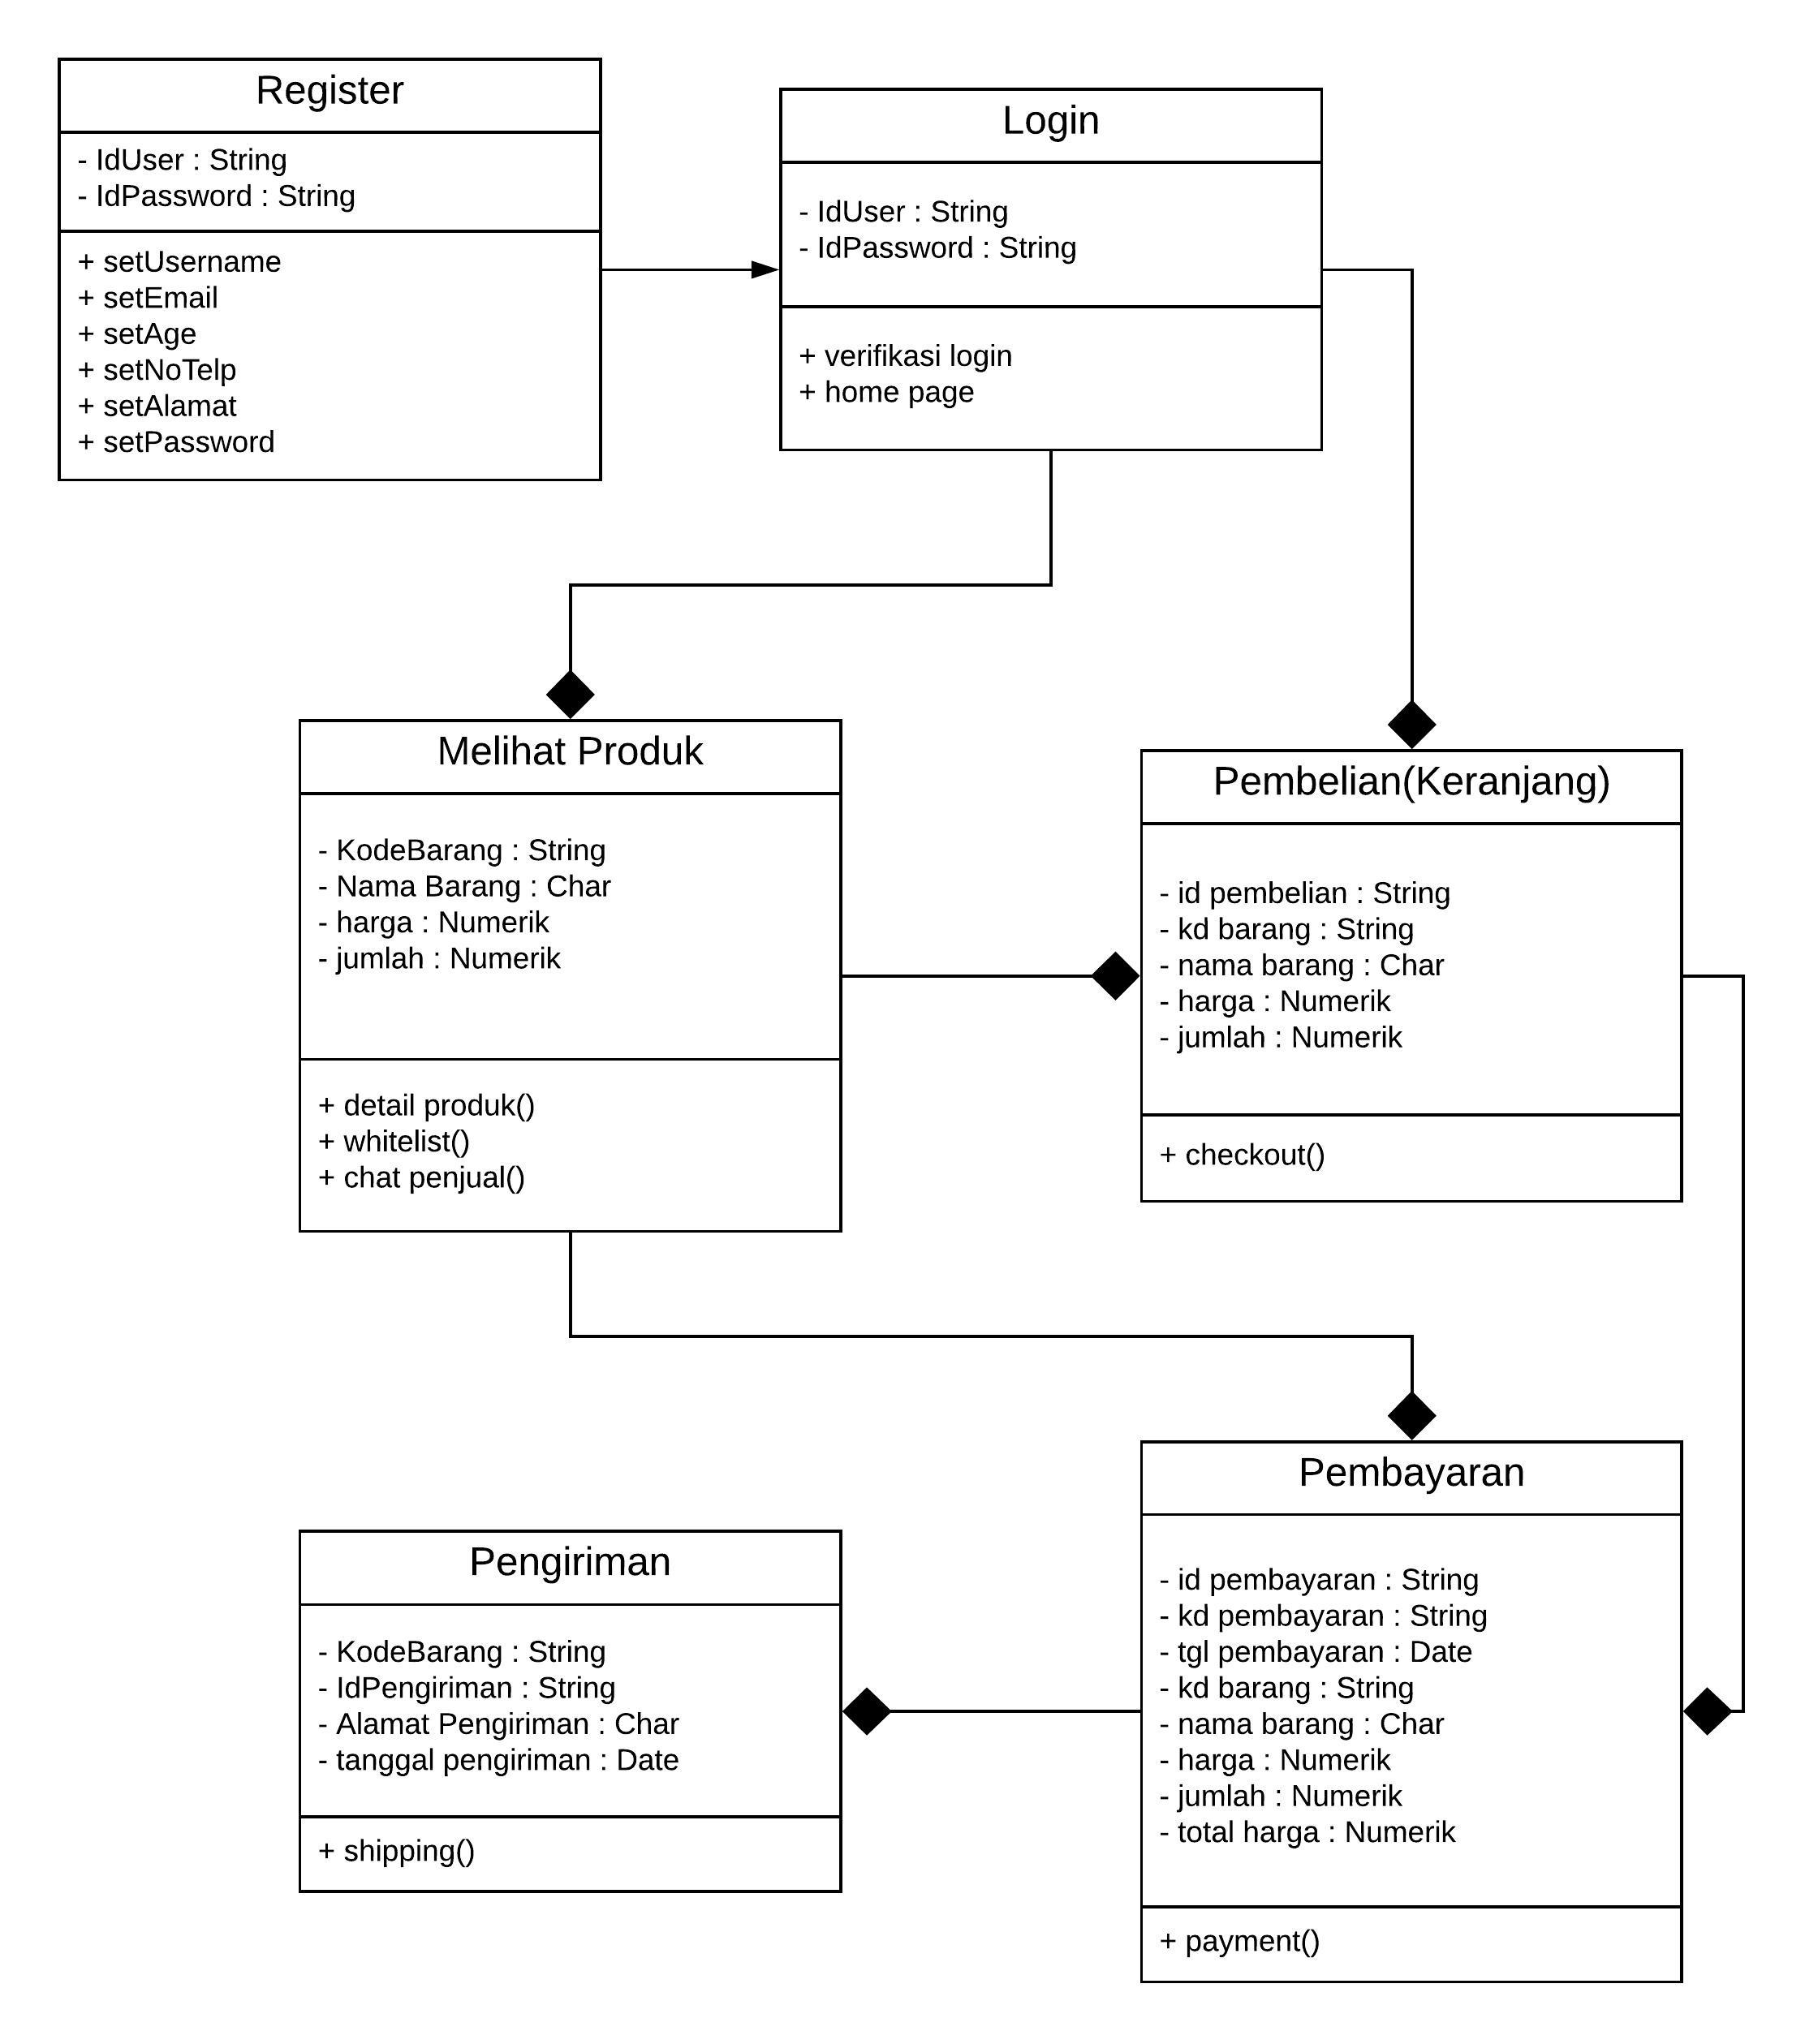 Register
- IdUser : String
- IdPassword : String
+ setUsername
+ setEmail
+ setAge
+ setNoTelp
+ setAlamat
+ setPassword
Login
- IdUser : String
- IdPassword : String
+ verifikasi login
+ home page
Melihat Produk
- KodeBarang : String
- Nama Barang : Char
- harga : Numerik
- jumlah : Numerik
+ detail produk()
+ whitelist()
+ chat penjual()
Pembelian(Keranjang)
- id pembelian : String
- kd barang : String
- nama barang : Char
- harga : Numerik
- jumlah : Numerik
+ checkout()
Pengiriman
- KodeBarang : String
- IdPengiriman : String
- Alamat Pengiriman : Char
- tanggal pengiriman : Date
+ shipping()
Pembayaran
- id pembayaran : String
- kd pembayaran : String
- tgl pembayaran : Date
- kd barang : String
- nama barang : Char
- harga : Numerik
- jumlah : Numerik
- total harga : Numerik
+ payment()